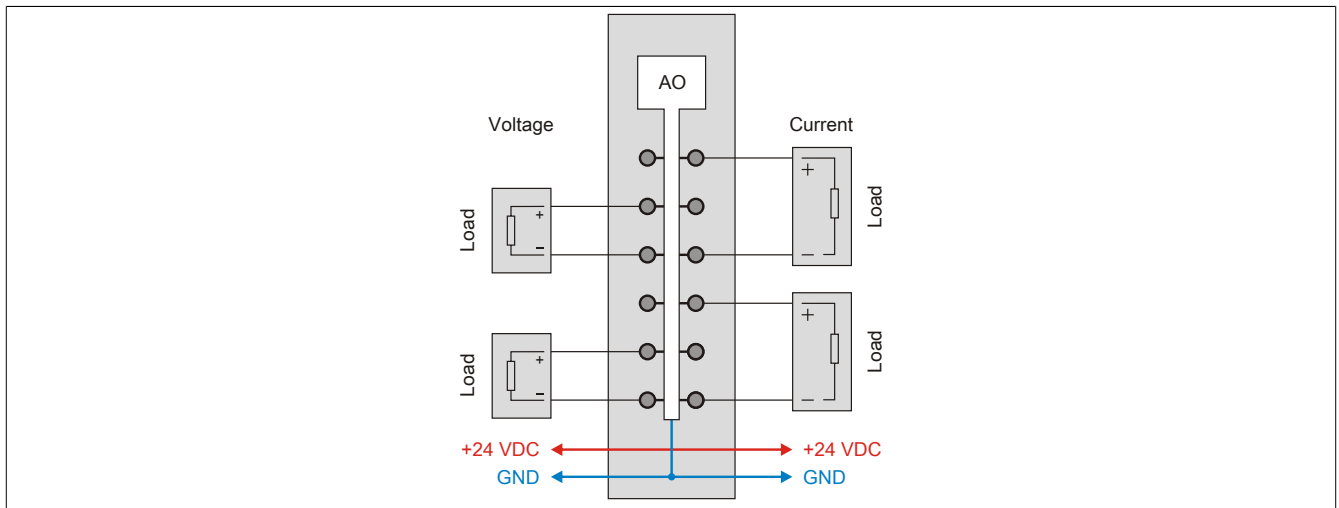 AO
Voltage
Current
Load
+
−
Load
+
−
Load
+
−
Load
+
−
+24 VDC
+24 VDC
GND
GND